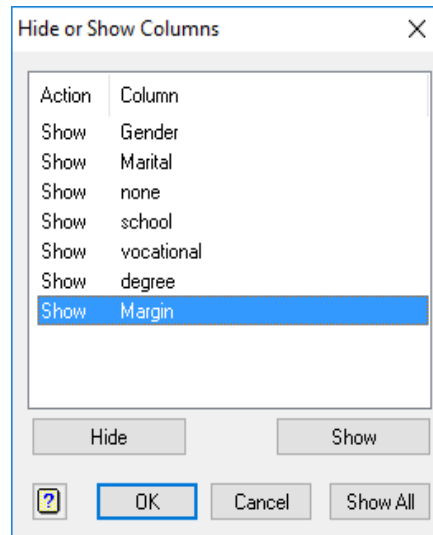 Hide or Show Columns
Action Column
Show Gender
Show Marital
Show none
Show school
Show vocational
Show degree
Show Margin
Hide Show
? OK Cancel Show All